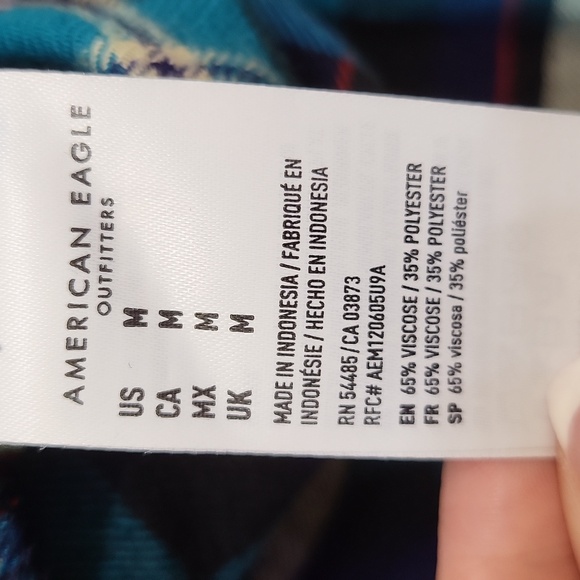 AMERICAN EAGLE
OUTFITTERS
US M
CA M
MX M
UK M
MADE IN INDONESIA / FABRIQUÉ EN
INDONÉSIE / HECHO EN INDONESIA
RN 54485 / CA 03873
RFC# AEM120605U9A
EN 65% VISCOSE / 35% POLYESTER
FR 65% VISCOSE / 35% POLYESTER
SP 65% viscosa / 35% poliéster